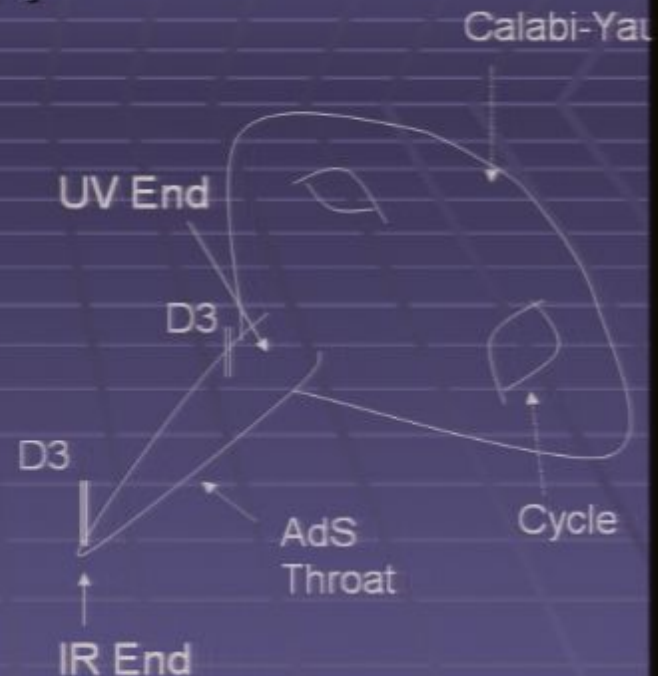 Calabi-Yau
UV End
D3
D3
Cycle
AdS
Throat
IR End